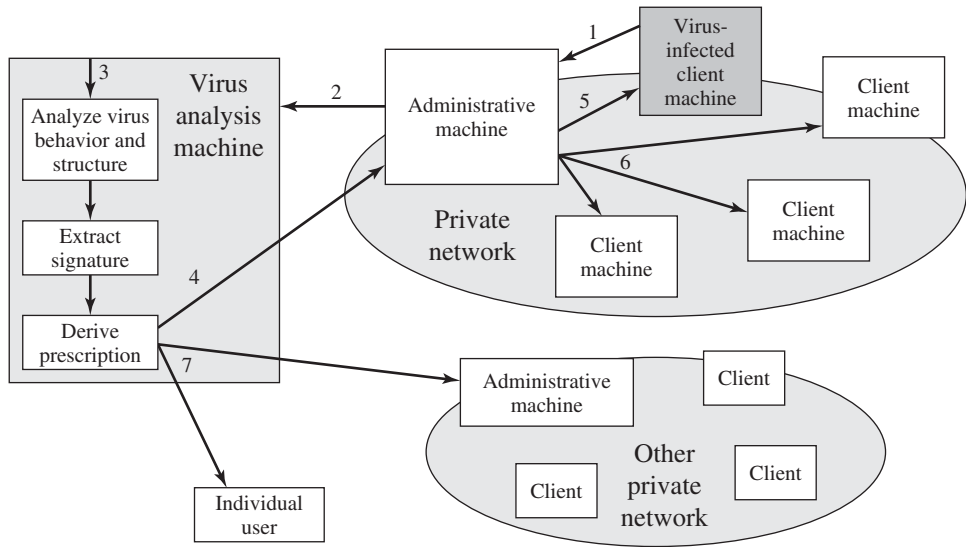 3
Analyze virus
behavior and
structure
Extract
signature
Derive
prescription
Virus
analysis
machine
2
Administrative
machine
1
Virus-
infected
client
machine
5
6
Client
machine
Client
machine
Client
machine
Private
network
4
7
Individual
user
Administrative
machine
Client
Client
Client
Other
private
network